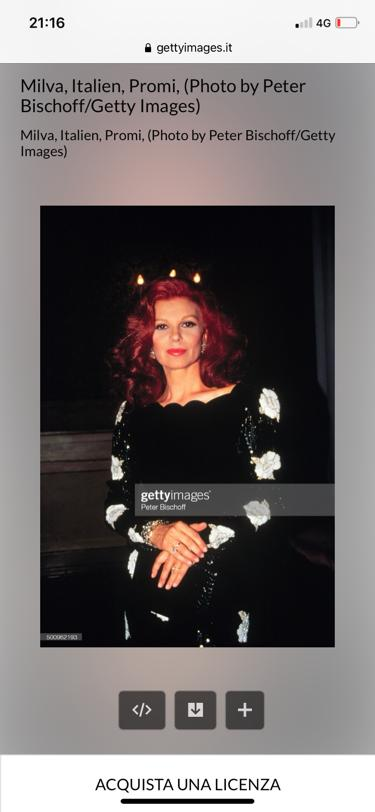 21:16
4G
gettyimages.it
Milva, Italien, Promi, (Photo by Peter
Bischoff/Getty Images)
Milva, Italien, Promi, (Photo by Peter Bischoff/Getty
Images)
gettyimages®
Peter Bischoff
500962193
</>
ACQUISTA UNA LICENZA